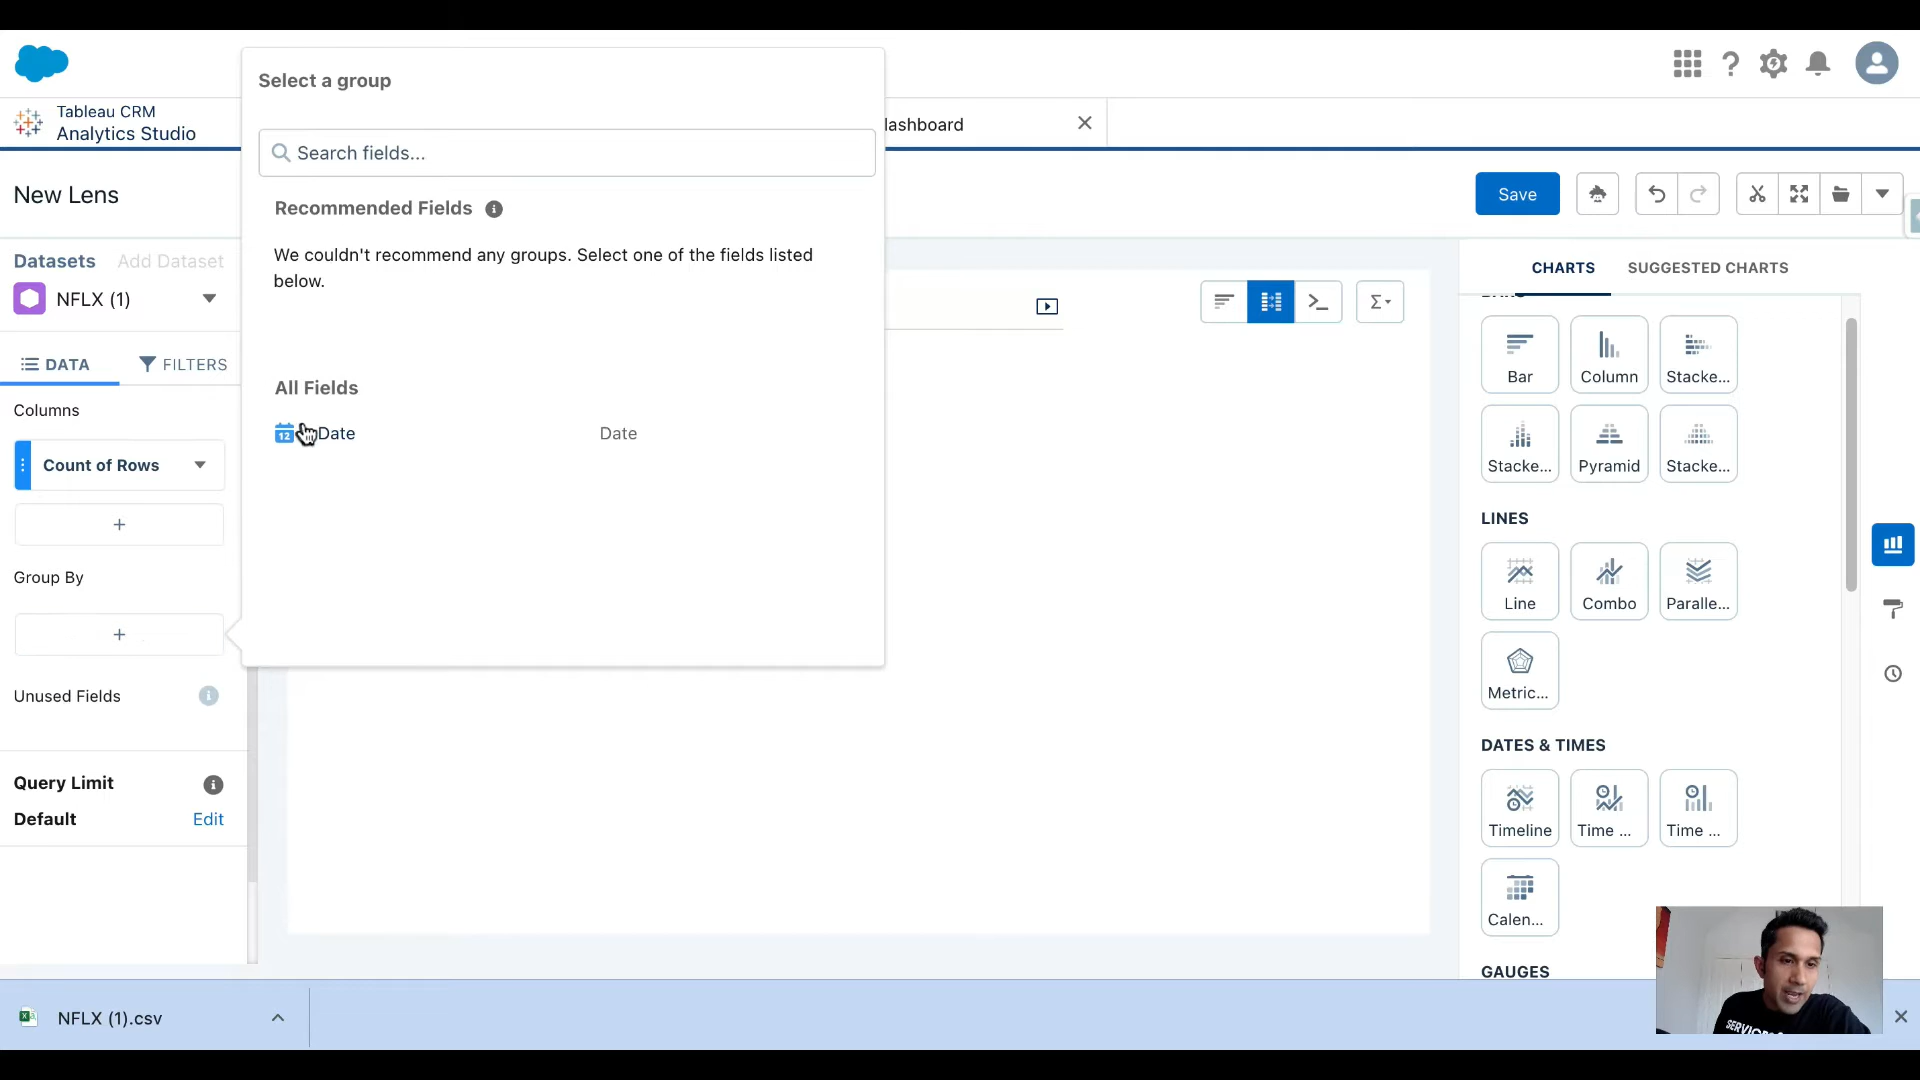 Tableau CRM
Analytics Studio
lashboard
New Lens
Save
Datasets
Add Dataset
NFLX (1)
DATA
FILTERS
Columns
Count of Rows
+
Group By
+
Unused Fields
Query Limit
Default
Edit
Select a group
Search fields...
Recommended Fields
We couldn't recommend any groups. Select one of the fields listed
below.
All Fields
12
Date
Date
Σ
CHARTS
SUGGESTED CHARTS
Bar
Column
Stacke...
Stacke...
Pyramid
Stacke...
LINES
Line
Combo
Paralle...
Metric...
DATES & TIMES
Timeline
Time ...
Time ...
Calen...
GAUGES
NFLX (1).csv